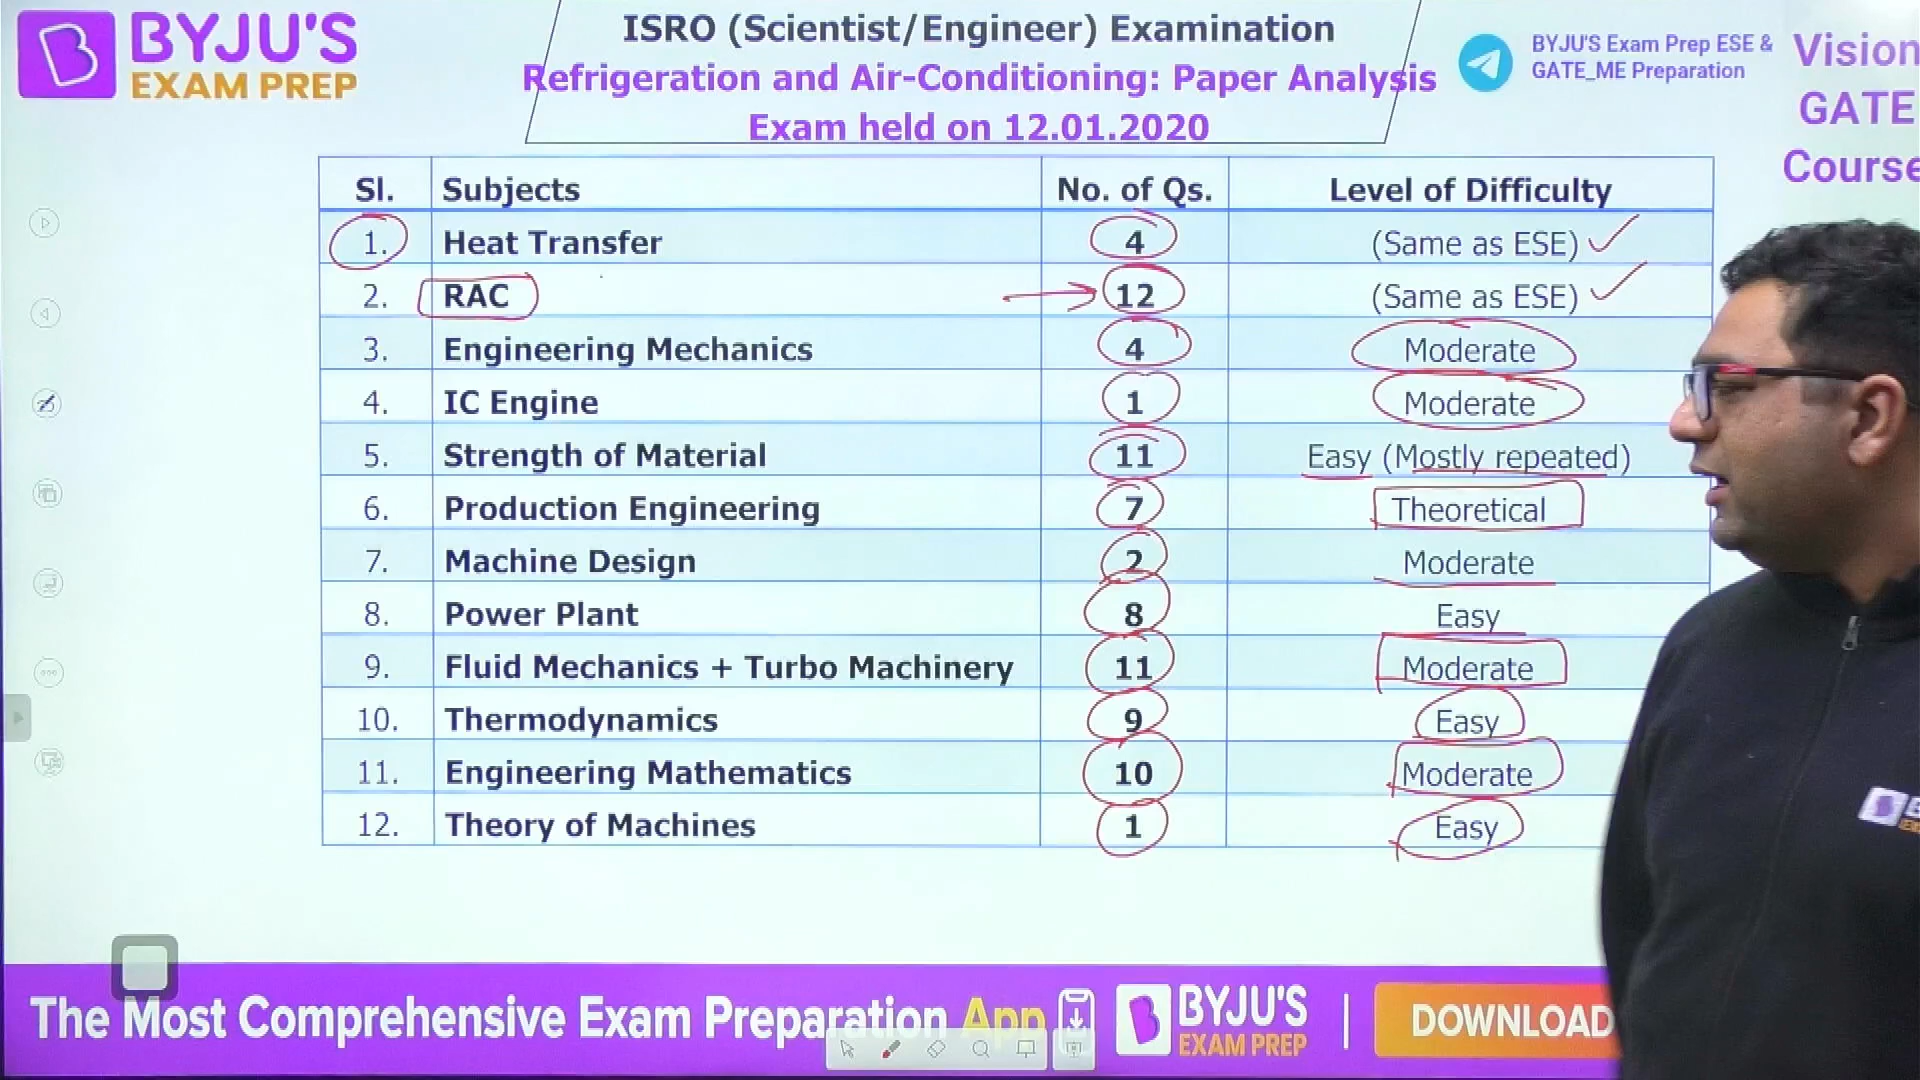 BYJU'S
EXAM PREP
ISRO (Scientist/Engineer) Examination
Refrigeration and Air-Conditioning: Paper Analysis
Exam held on 12.01.2020
BYJU'S Exam Prep ESE &
GATE_ME Preparation
Vision
GATE
Course
Sl. Subjects No. of Qs. Level of Difficulty
1. Heat Transfer 4 (Same as ESE)
2. RAC 12 (Same as ESE)
3. Engineering Mechanics 4 Moderate
4. IC Engine 1 Moderate
5. Strength of Material 11 Easy (Mostly repeated)
6. Production Engineering 7 Theoretical
7. Machine Design 2 Moderate
8. Power Plant 8 Easy
9. Fluid Mechanics + Turbo Machinery 11 Moderate
10. Thermodynamics 9 Easy
11. Engineering Mathematics 10 Moderate
12. Theory of Machines 1 Easy
The Most Comprehensive Exam Preparation App
BYJU'S
EXAM PREP
DOWNLOAD